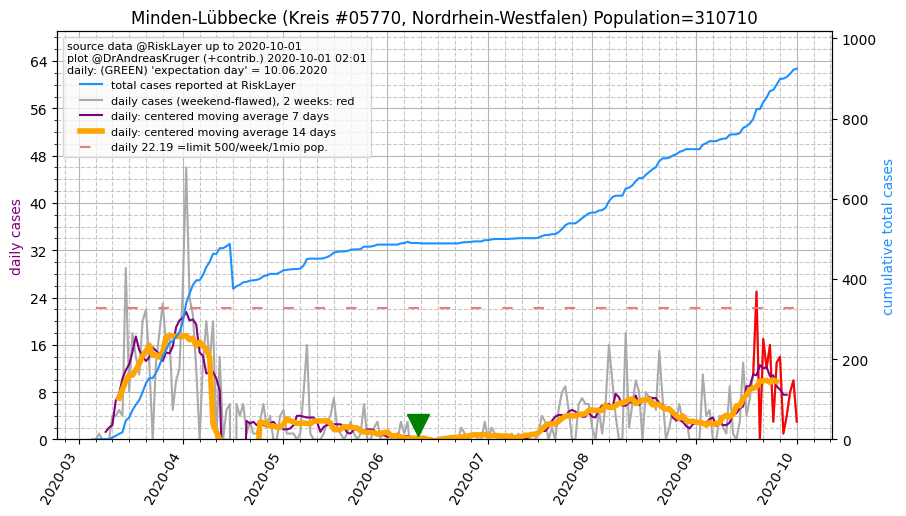 Minden-Lübbecke (Kreis #05770, Nordrhein-Westfalen) Population=310710
source data @RiskLayer up to 2020-10-01
plot @DrAndreasKruger (+contrib.) 2020-10-01 02:01
daily: (GREEN) 'expectation day' = 10.06.2020
total cases reported at RiskLayer
daily cases (weekend-flawed), 2 weeks: red
daily: centered moving average 7 days
daily: centered moving average 14 days
daily 22.19 =limit 500/week/1mio pop.
daily cases
64
56
48
40
32
24
16
8
0
cumulative total cases
1000
800
600
400
200
0
2020-03
2020-04
2020-05
2020-06
2020-07
2020-08
2020-09
2020-10